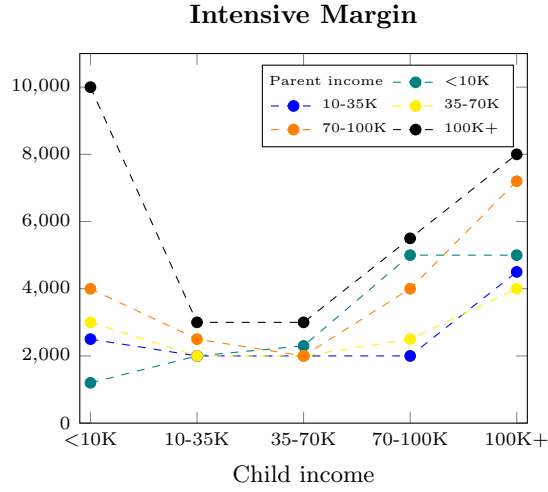 Intensive Margin
Parent income
<10K
10-35K
35-70K
70-100K
100K+
10,000
8,000
6,000
4,000
2,000
0
<10K
10-35K
35-70K
70-100K
100K+
Child income